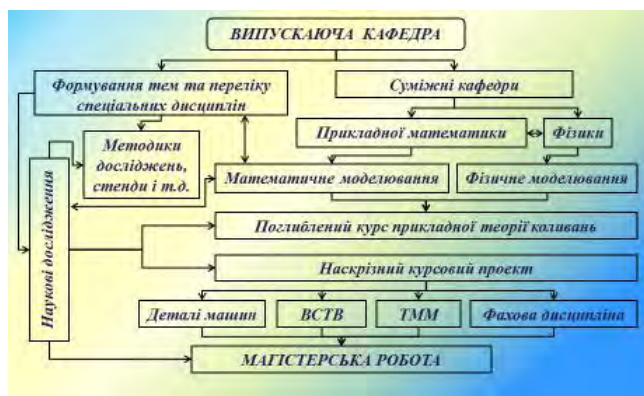 ВИПУСКАЮЧА КАФЕДРА
Формування тем та переліку
спеціальних дисциплін
Суміжні кафедри
Методики
досліджень,
стенди і т.д.
Прикладної математики
Фізики
Математичне моделювання
Фізичне моделювання
Наукові дослідження
Поглиблений курс прикладної теорії коливань
Наскрізний курсовий проект
Деталі машин
ВСТВ
ТММ
Фахова дисципліна
МАГІСТЕРСЬКА РОБОТА